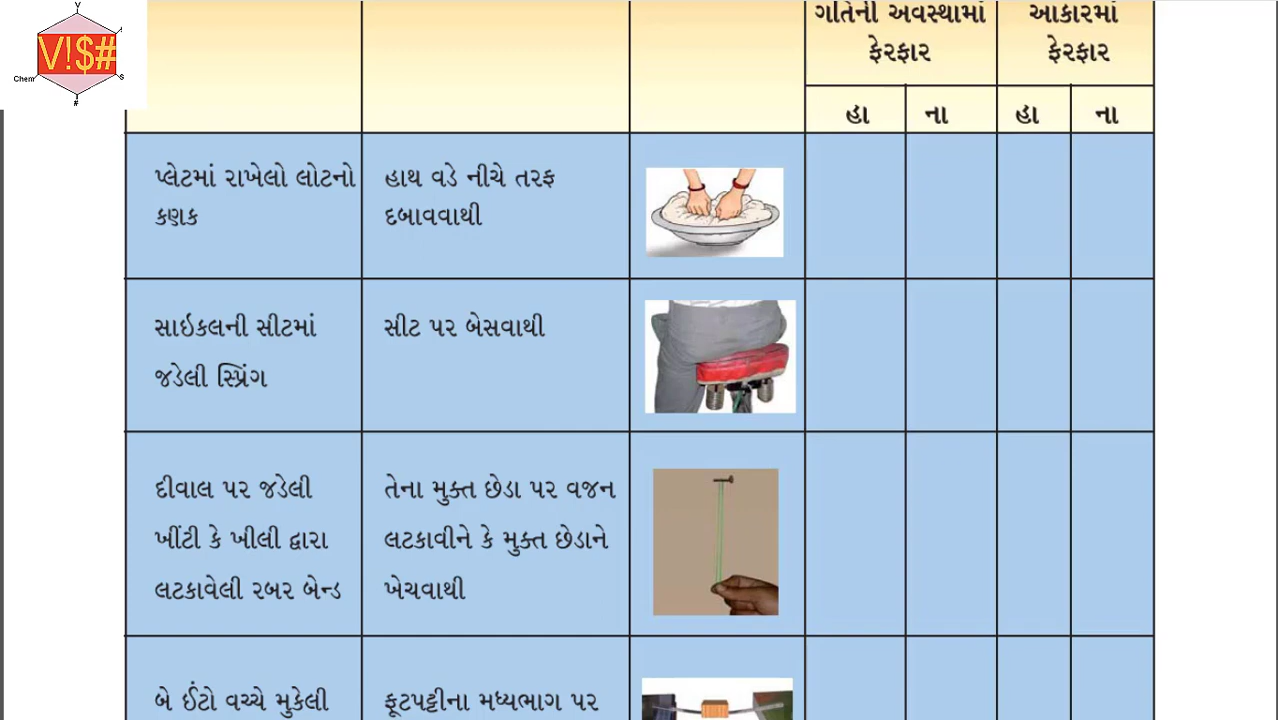 Y
V!$#
Chem
S
#
ગતિની અવસ્થામાં
ફેરફાર
આકારમાં
ફેરફાર
હા
ના
હા
ના
પ્લેટમાં રાખેલો લોટનો
કણક
હાથ વડે નીચે તરફ
દબાવવાથી
સાઇકલની સીટમાં
જડેલી સ્પ્રિંગ
સીટ પર બેસવાથી
દીવાલ પર જડેલી
ખીંટી કે ખીલી દ્વારા
લટકાવેલી રબર બેન્ડ
તેના મુક્ત છેડા પર વજન
લટકાવીને કે મુક્ત છેડાને
ખેચવાથી
બે ઈંટો વચ્ચે મુકેલી
ફૂટપટ્ટીના મધ્યભાગ પર